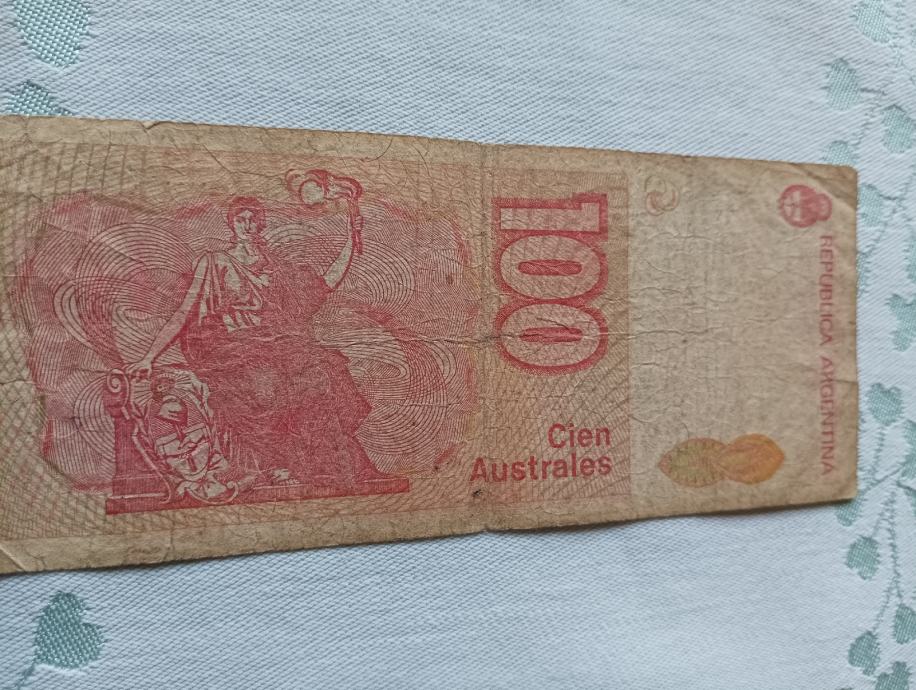 REPUBLICA ARGENTINA
100
Cien
Australes